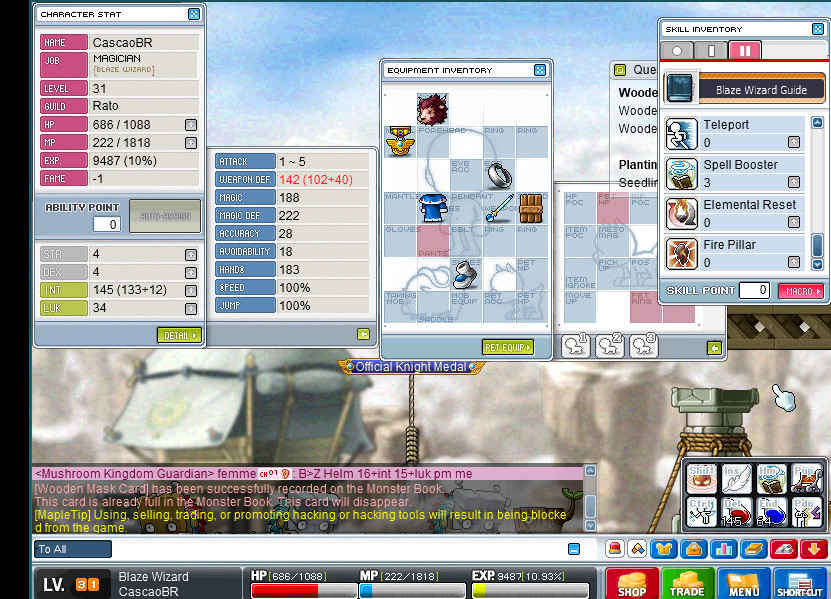 CHARACTER STAT
NAME CascaoBR
JOB MAGICIAN
[BLAZE WIZARD]
LEVEL 31
GUILD Rato
HP 686 / 1088
MP 222 / 1818
EXP. 9487 (10%)
FAME -1
ABILITY POINT
0
AUTO-ASSIGN
STR 4
DEX 4
INT 145 (133+12)
LUK 34
DETAIL
ATTACK 1 ~ 5
WEAPON DEF. 142 (102+40)
MAGIC 188
MAGIC DEF. 222
ACCURACY 28
AVOIDABILITY 18
HANDS 183
SPEED 100%
JUMP 100%
EQUIPMENT INVENTORY
FOREHEAD RING RING
EYE ACC
MANTLE PENDANT
GLOVES BELT RING RING
PANTS
PET MP
TAMING MOB MOB EQUIP PET ACC PET HP
SADDLE
PET EQUIP
HP POC PET HP MP POC
ITEM POC MESO MAG
PICK UP POS
ITEM IGNORE
MOVE UP PET RING
1 2 3
Que
Woode
Woode
Woode
Plantin
Seedlin
SKILL INVENTORY
Blaze Wizard Guide
Teleport
0
Spell Booster
3
Elemental Reset
0
Fire Pillar
0
SKILL POINT 0 MACRO
Official Knight Medal
<Mushroom Kingdom Guardian> femme CH 01 : B>Z Helm 16+int 15+luk pm me
[Wooden Mask Card] has been successfully recorded on the Monster Book.
This card is already full in the Monster Book. This card will disappear.
[MapleTip] Using, selling, trading, or promoting hacking or hacking tools will result in being blocke
d from the game.
Shift Ins Hm Pup
Ctrl Del End Pdn
145 64
To All
LV. 31
Blaze Wizard
CascaoBR
HP [686/1088] MP [222/1818] EXP. 9487[10.93%]
SHOP TRADE MENU SHORTCUT